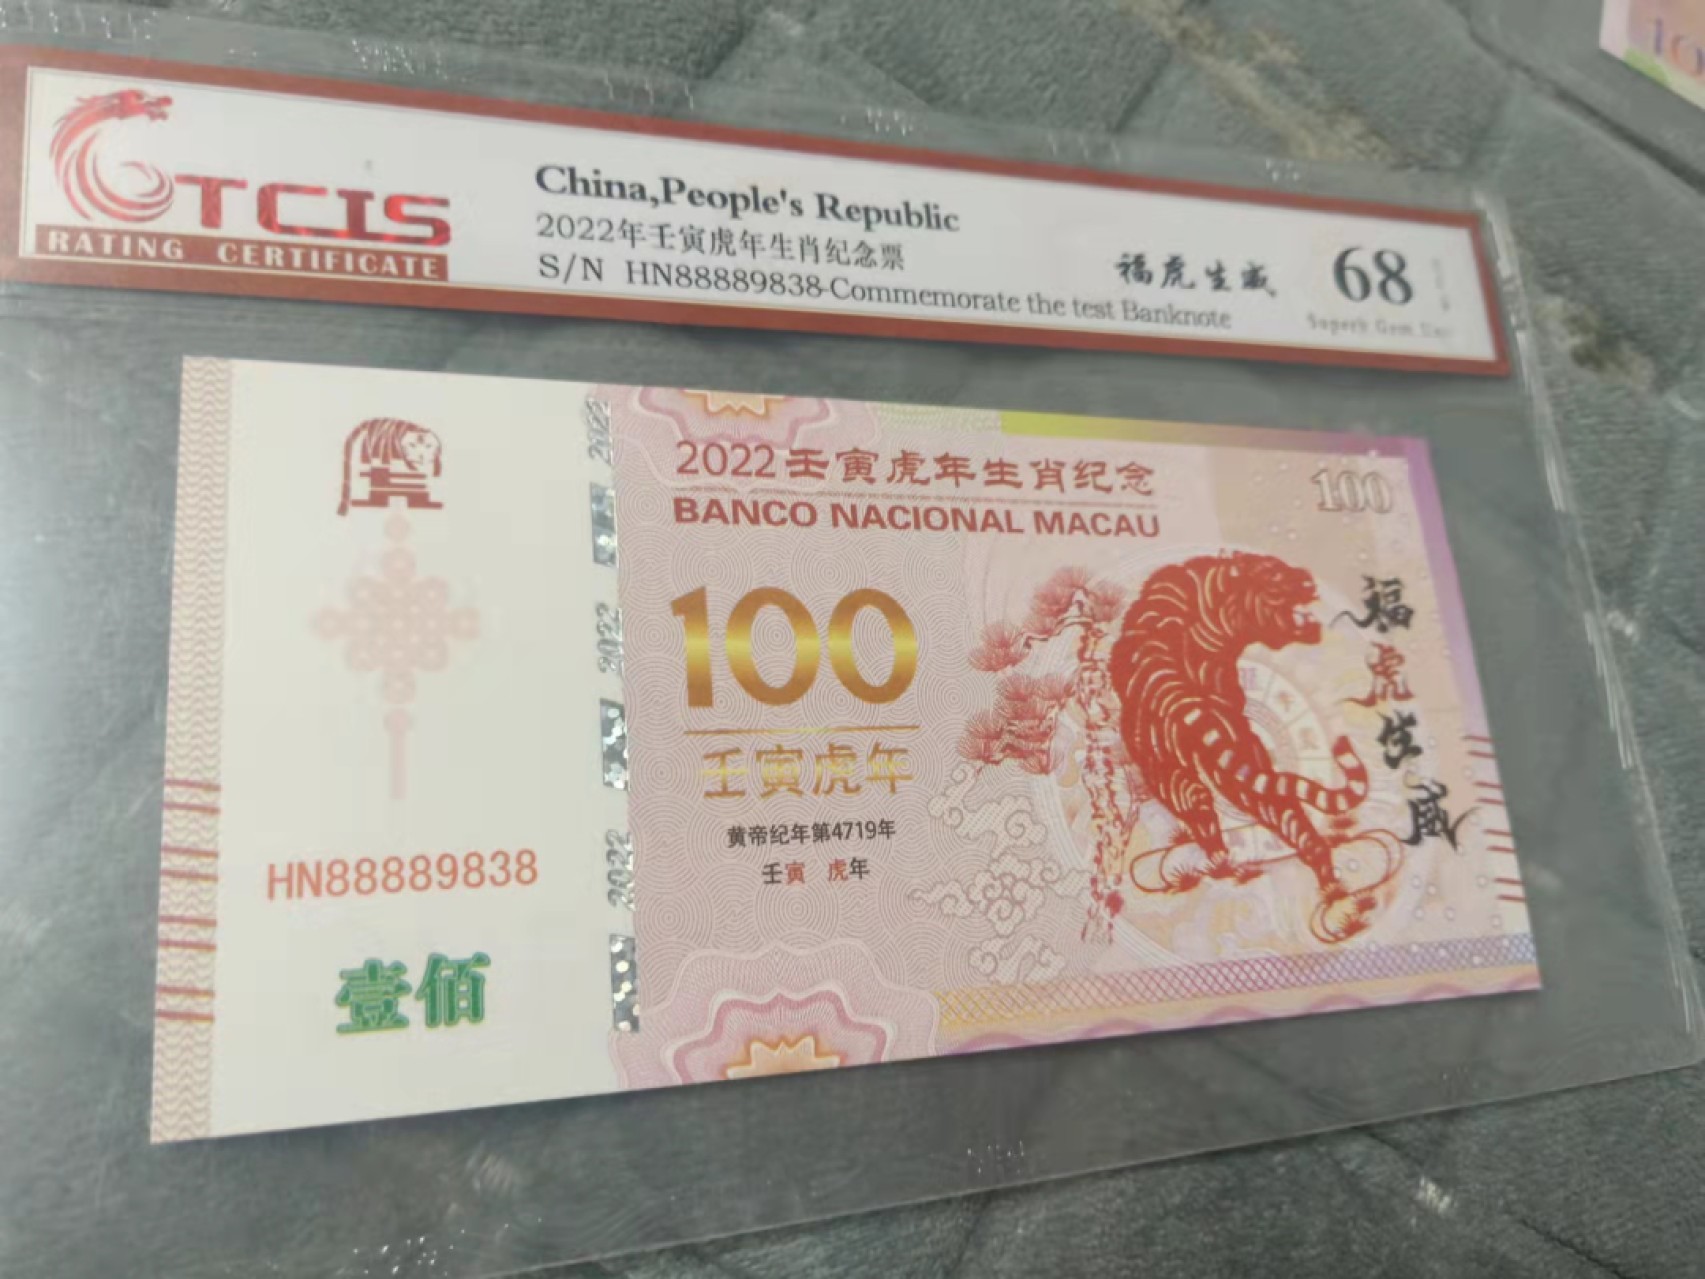 TCIS
RATING CERTIFICATE
China,People's Republic
2022年壬寅虎年生肖纪念票
S/N HN88889838-Commemorate the test Banknote
福虎生威
68
Superb Gem
2022
2022
2022
HN88889838
壹佰
2022壬寅虎年生肖纪念
BANCO NACIONAL MACAU
100
100
壬寅虎年
黄帝纪年第4719年
壬寅 虎年
福虎生威
10